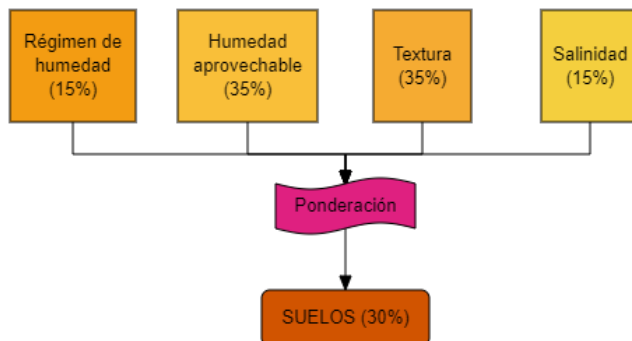 Régimen de
humedad
(15%)
Humedad
aprovechable
(35%)
Textura
(35%)
Salinidad
(15%)
Ponderación
SUELOS (30%)